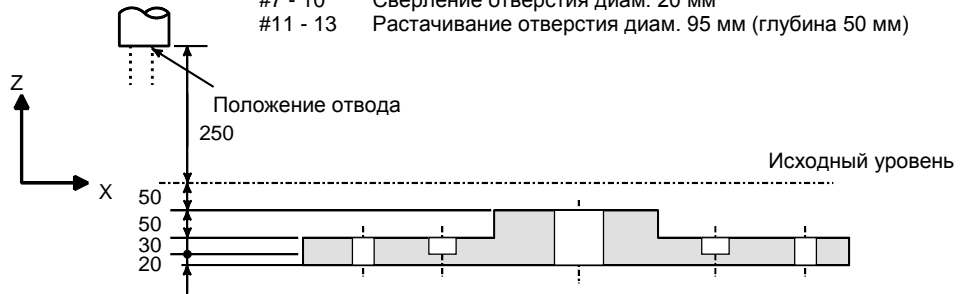 #7 - 10 Сверление отверстия диам. 20 мм
#11 - 13 Растачивание отверстия диам. 95 мм (глубина 50 мм)
Z
Положение отвода
250
Исходный уровень
X
50
50
30
20